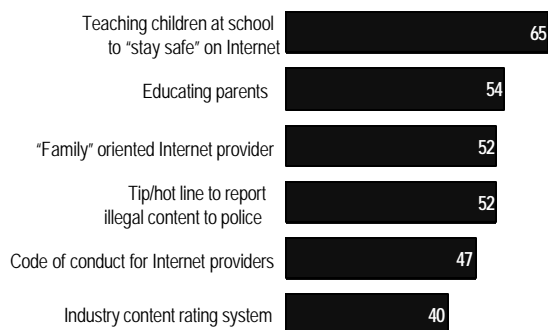 Teaching children at school
to “stay safe” on Internet
65
Educating parents
54
“Family” oriented Internet provider
52
Tip/hot line to report
illegal content to police
52
Code of conduct for Internet providers
47
Industry content rating system
40